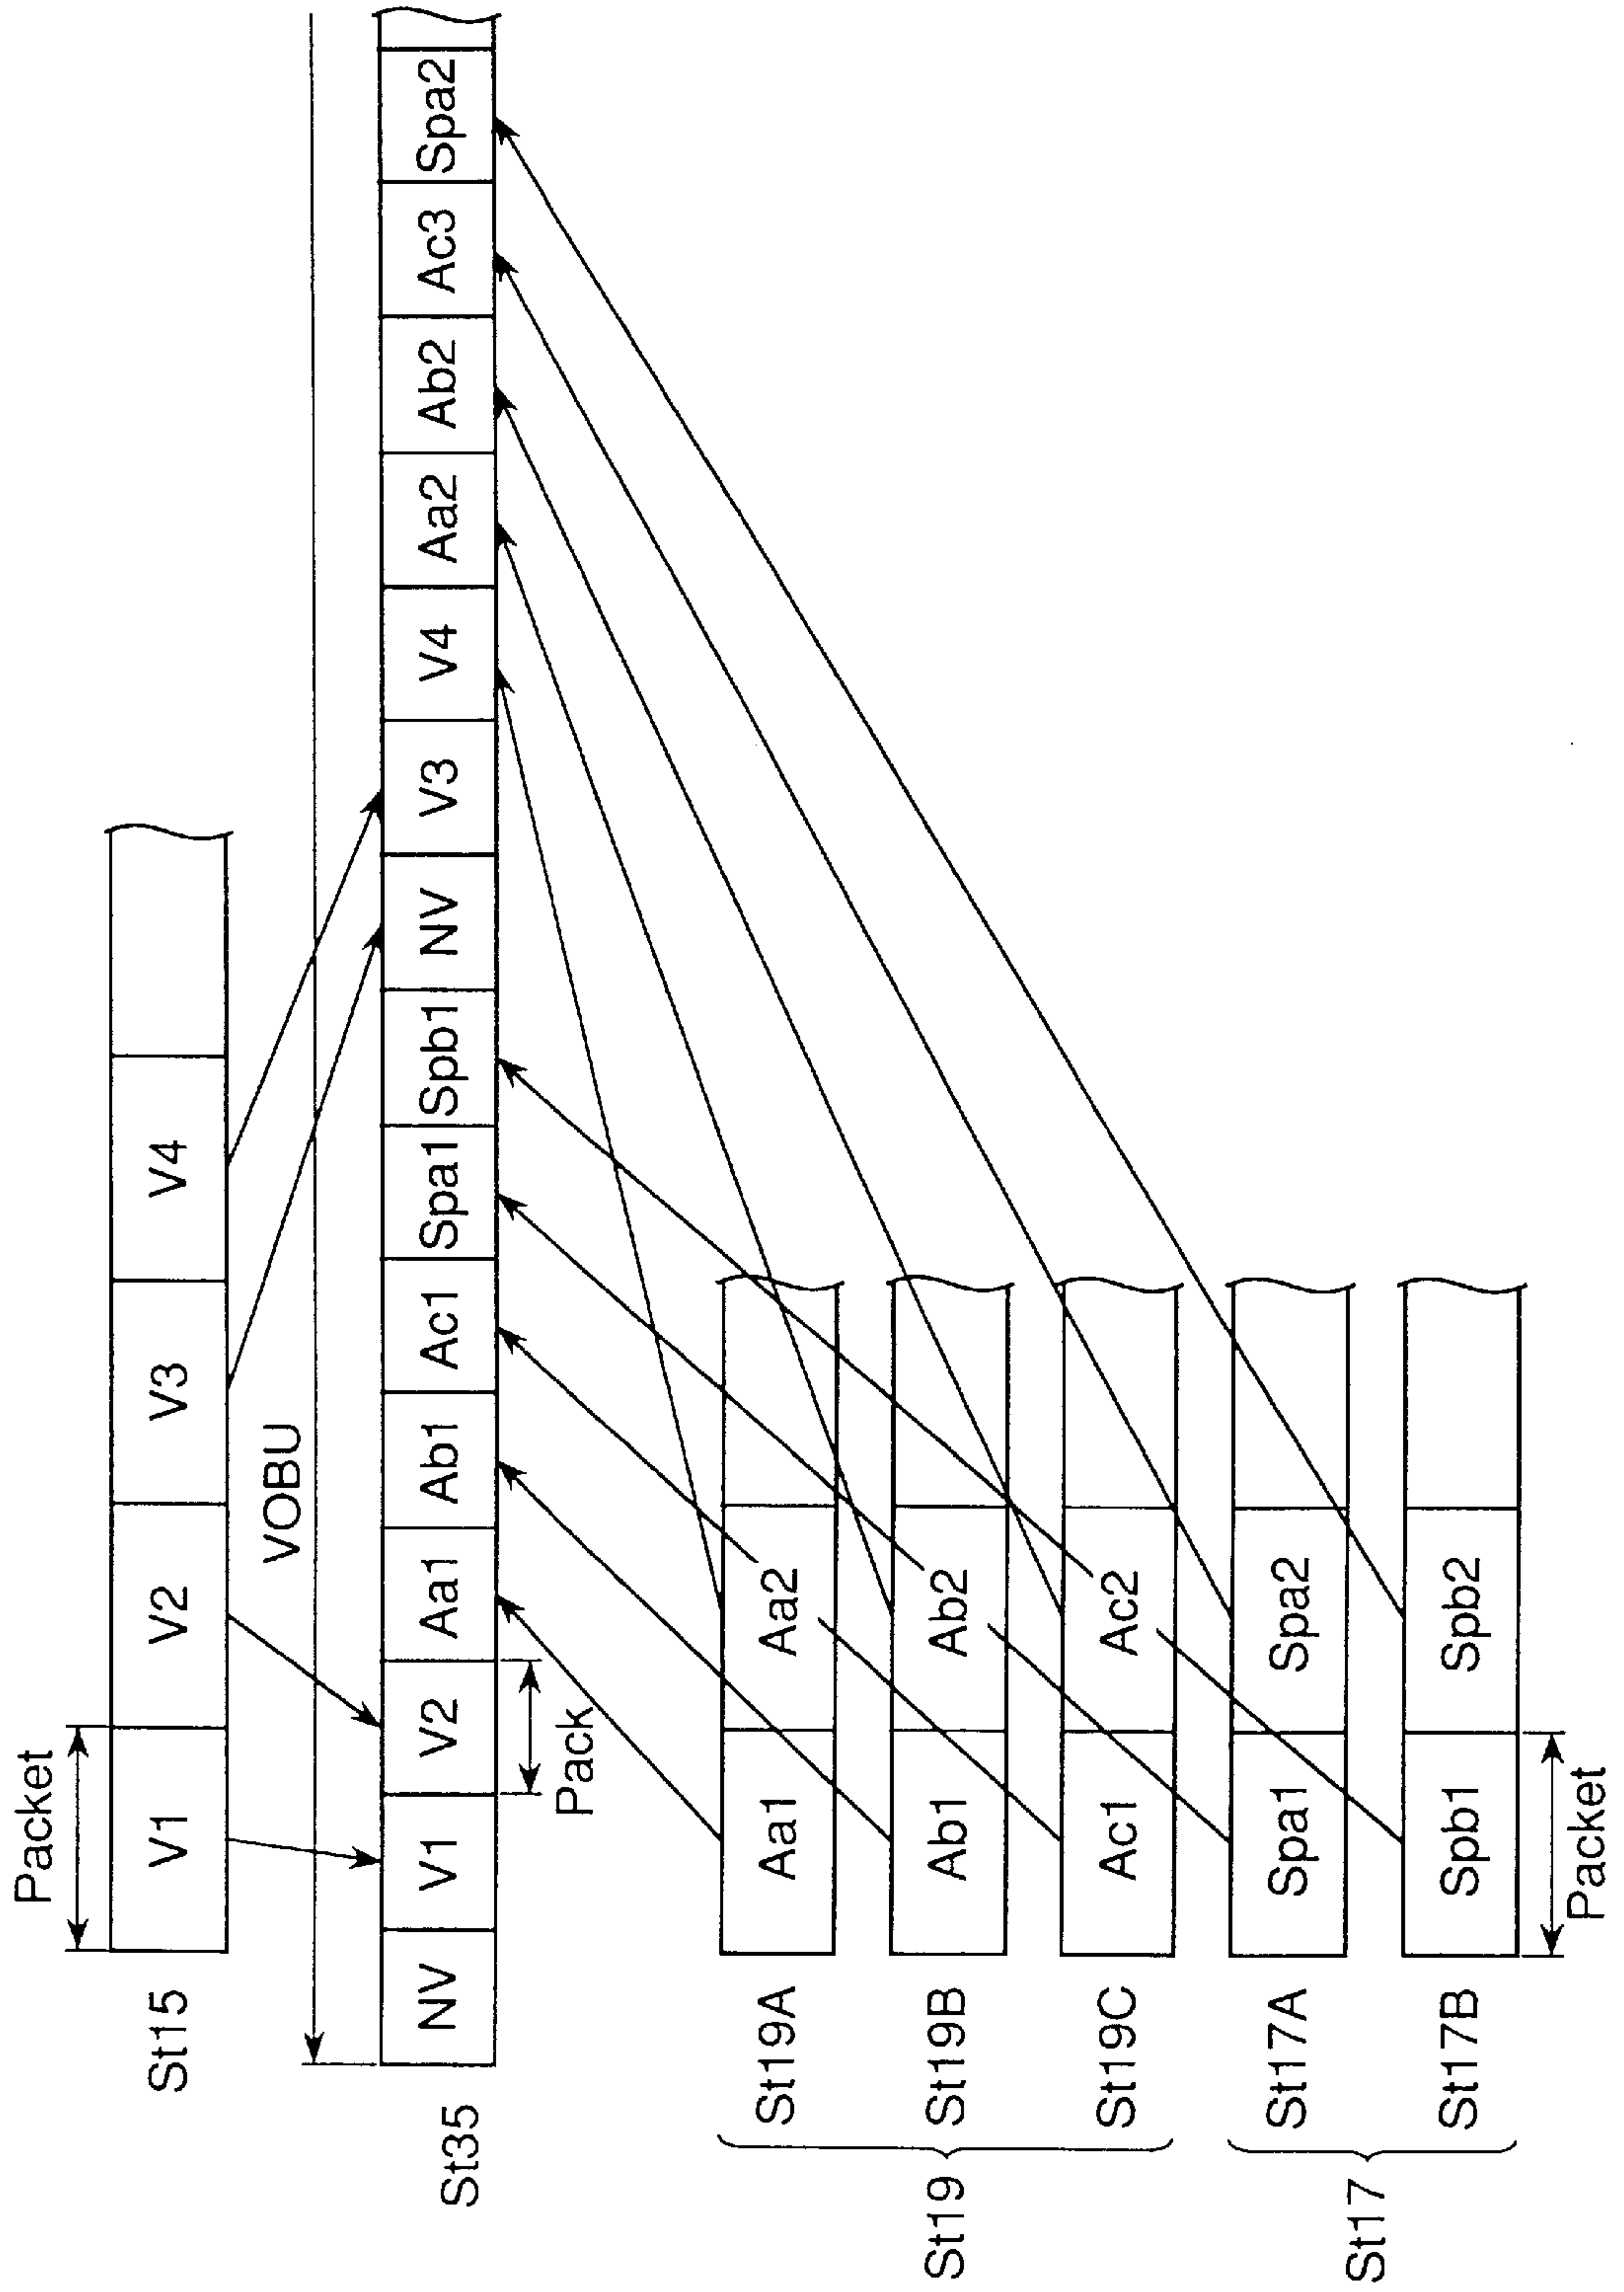 Packet
St15 V1 V2 V3 V4
VOBU
St35 NV V1 V2 Aa1 Ab1 Ac1 Spa1 Spb1 NV V3 V4 Aa2 Ab2 Ac3 Spa2
Pack
St19
St19A Aa1 Aa2
St19B Ab1 Ab2
St19C Ac1 Ac2
St17
St17A Spa1 Spa2
St17B Spb1 Spb2
Packet